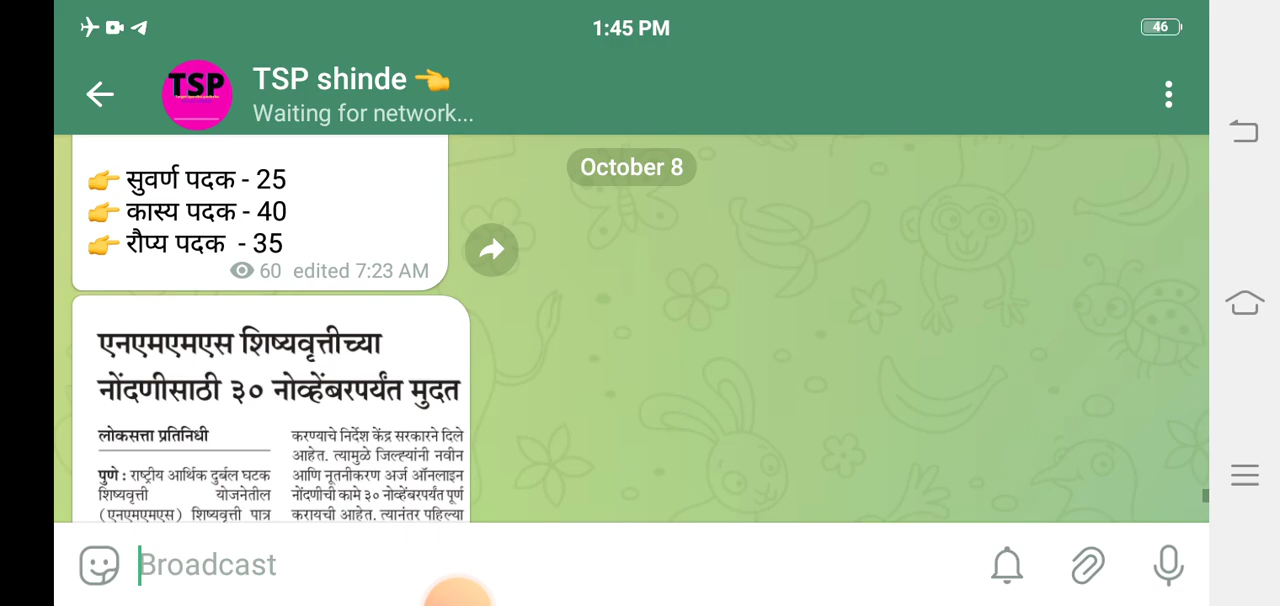 1:45 PM
46
TSP
TSP shinde 👈
Waiting for network...
October 8
👉 सुवर्ण पदक - 25
👉 कास्य पदक - 40
👉 रौप्य पदक - 35
60 edited 7:23 AM
एनएमएमएस शिष्यवृत्तीच्या
नोंदणीसाठी ३० नोव्हेंबरपर्यंत मुदत
लोकसत्ता प्रतिनिधी
पुणे : राष्ट्रीय आर्थिक दुर्बल घटक
शिष्यवृत्ती योजनेतील
(एनएमएमएस) शिष्यवृत्ती पात्र
करण्याचे निर्देश केंद्र सरकारने दिले
आहेत. त्यामुळे जिल्ह्यांनी नवीन
आणि नूतनीकरण अर्ज ऑनलाइन
नोंदणीची कामे ३० नोव्हेंबरपर्यंत पूर्ण
करायची आहेत. त्यानंतर पहिल्या
Broadcast